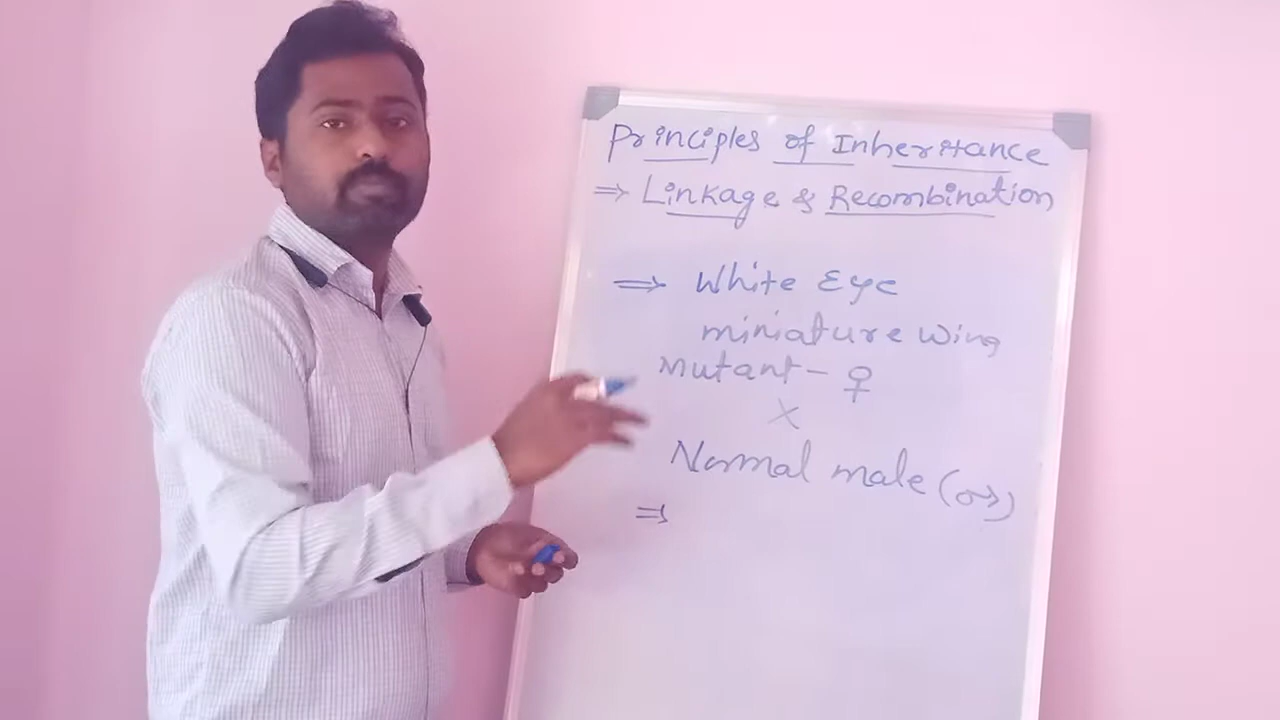 Principles of Inheritance
⇒ Linkage & Recombination
⇒ White Eye
miniature wing
Mutant - ♀
×
Normal male (♂)
⇒